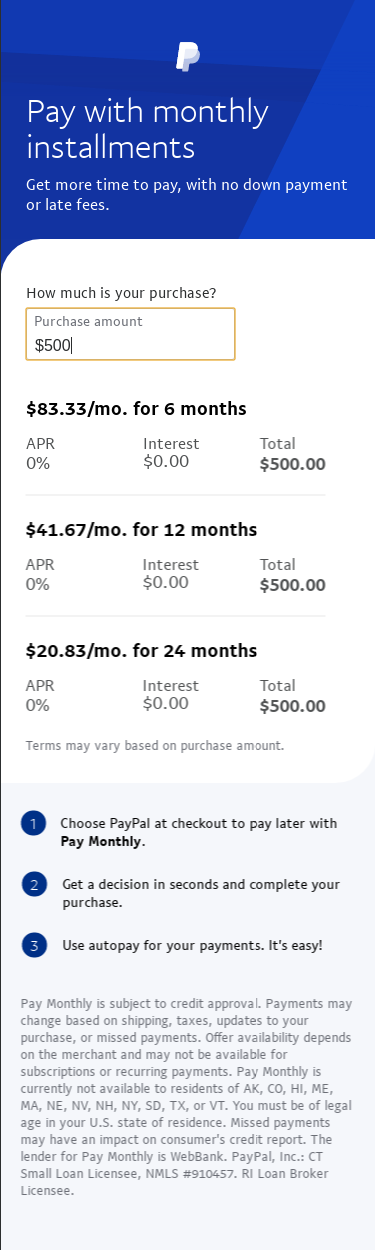 Pay with monthly
installments
Get more time to pay, with no down payment
or late fees.
How much is your purchase?
Purchase amount
$500
$83.33/mo. for 6 months
APR Interest Total
0% $0.00 $500.00
$41.67/mo. for 12 months
APR Interest Total
0% $0.00 $500.00
$20.83/mo. for 24 months
APR Interest Total
0% $0.00 $500.00
Terms may vary based on purchase amount.
1 Choose PayPal at checkout to pay later with
Pay Monthly.
2 Get a decision in seconds and complete your
purchase.
3 Use autopay for your payments. It's easy!
Pay Monthly is subject to credit approval. Payments may
change based on shipping, taxes, updates to your
purchase, or missed payments. Offer availability depends
on the merchant and may not be available for
subscriptions or recurring payments. Pay Monthly is
currently not available to residents of AK, CO, HI, ME,
MA, NE, NV, NH, NY, SD, TX, or VT. You must be of legal
age in your U.S. state of residence. Missed payments
may have an impact on consumer's credit report. The
lender for Pay Monthly is WebBank. PayPal, Inc.: CT
Small Loan Licensee, NMLS #910457. RI Loan Broker
Licensee.